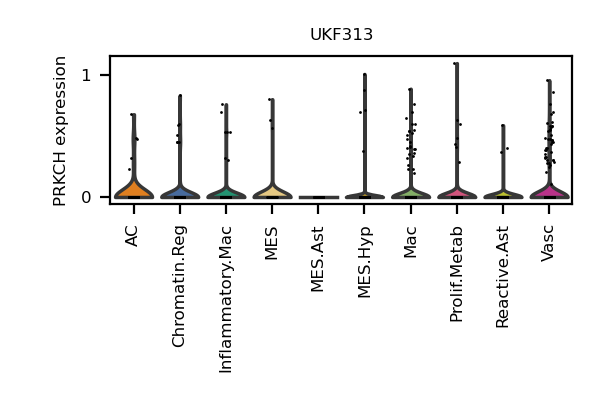 UKF313
PRKCH expression
1
0
AC
Chromatin.Reg
Inflammatory.Mac
MES
MES.Ast
MES.Hyp
Mac
Prolif.Metab
Reactive.Ast
Vasc